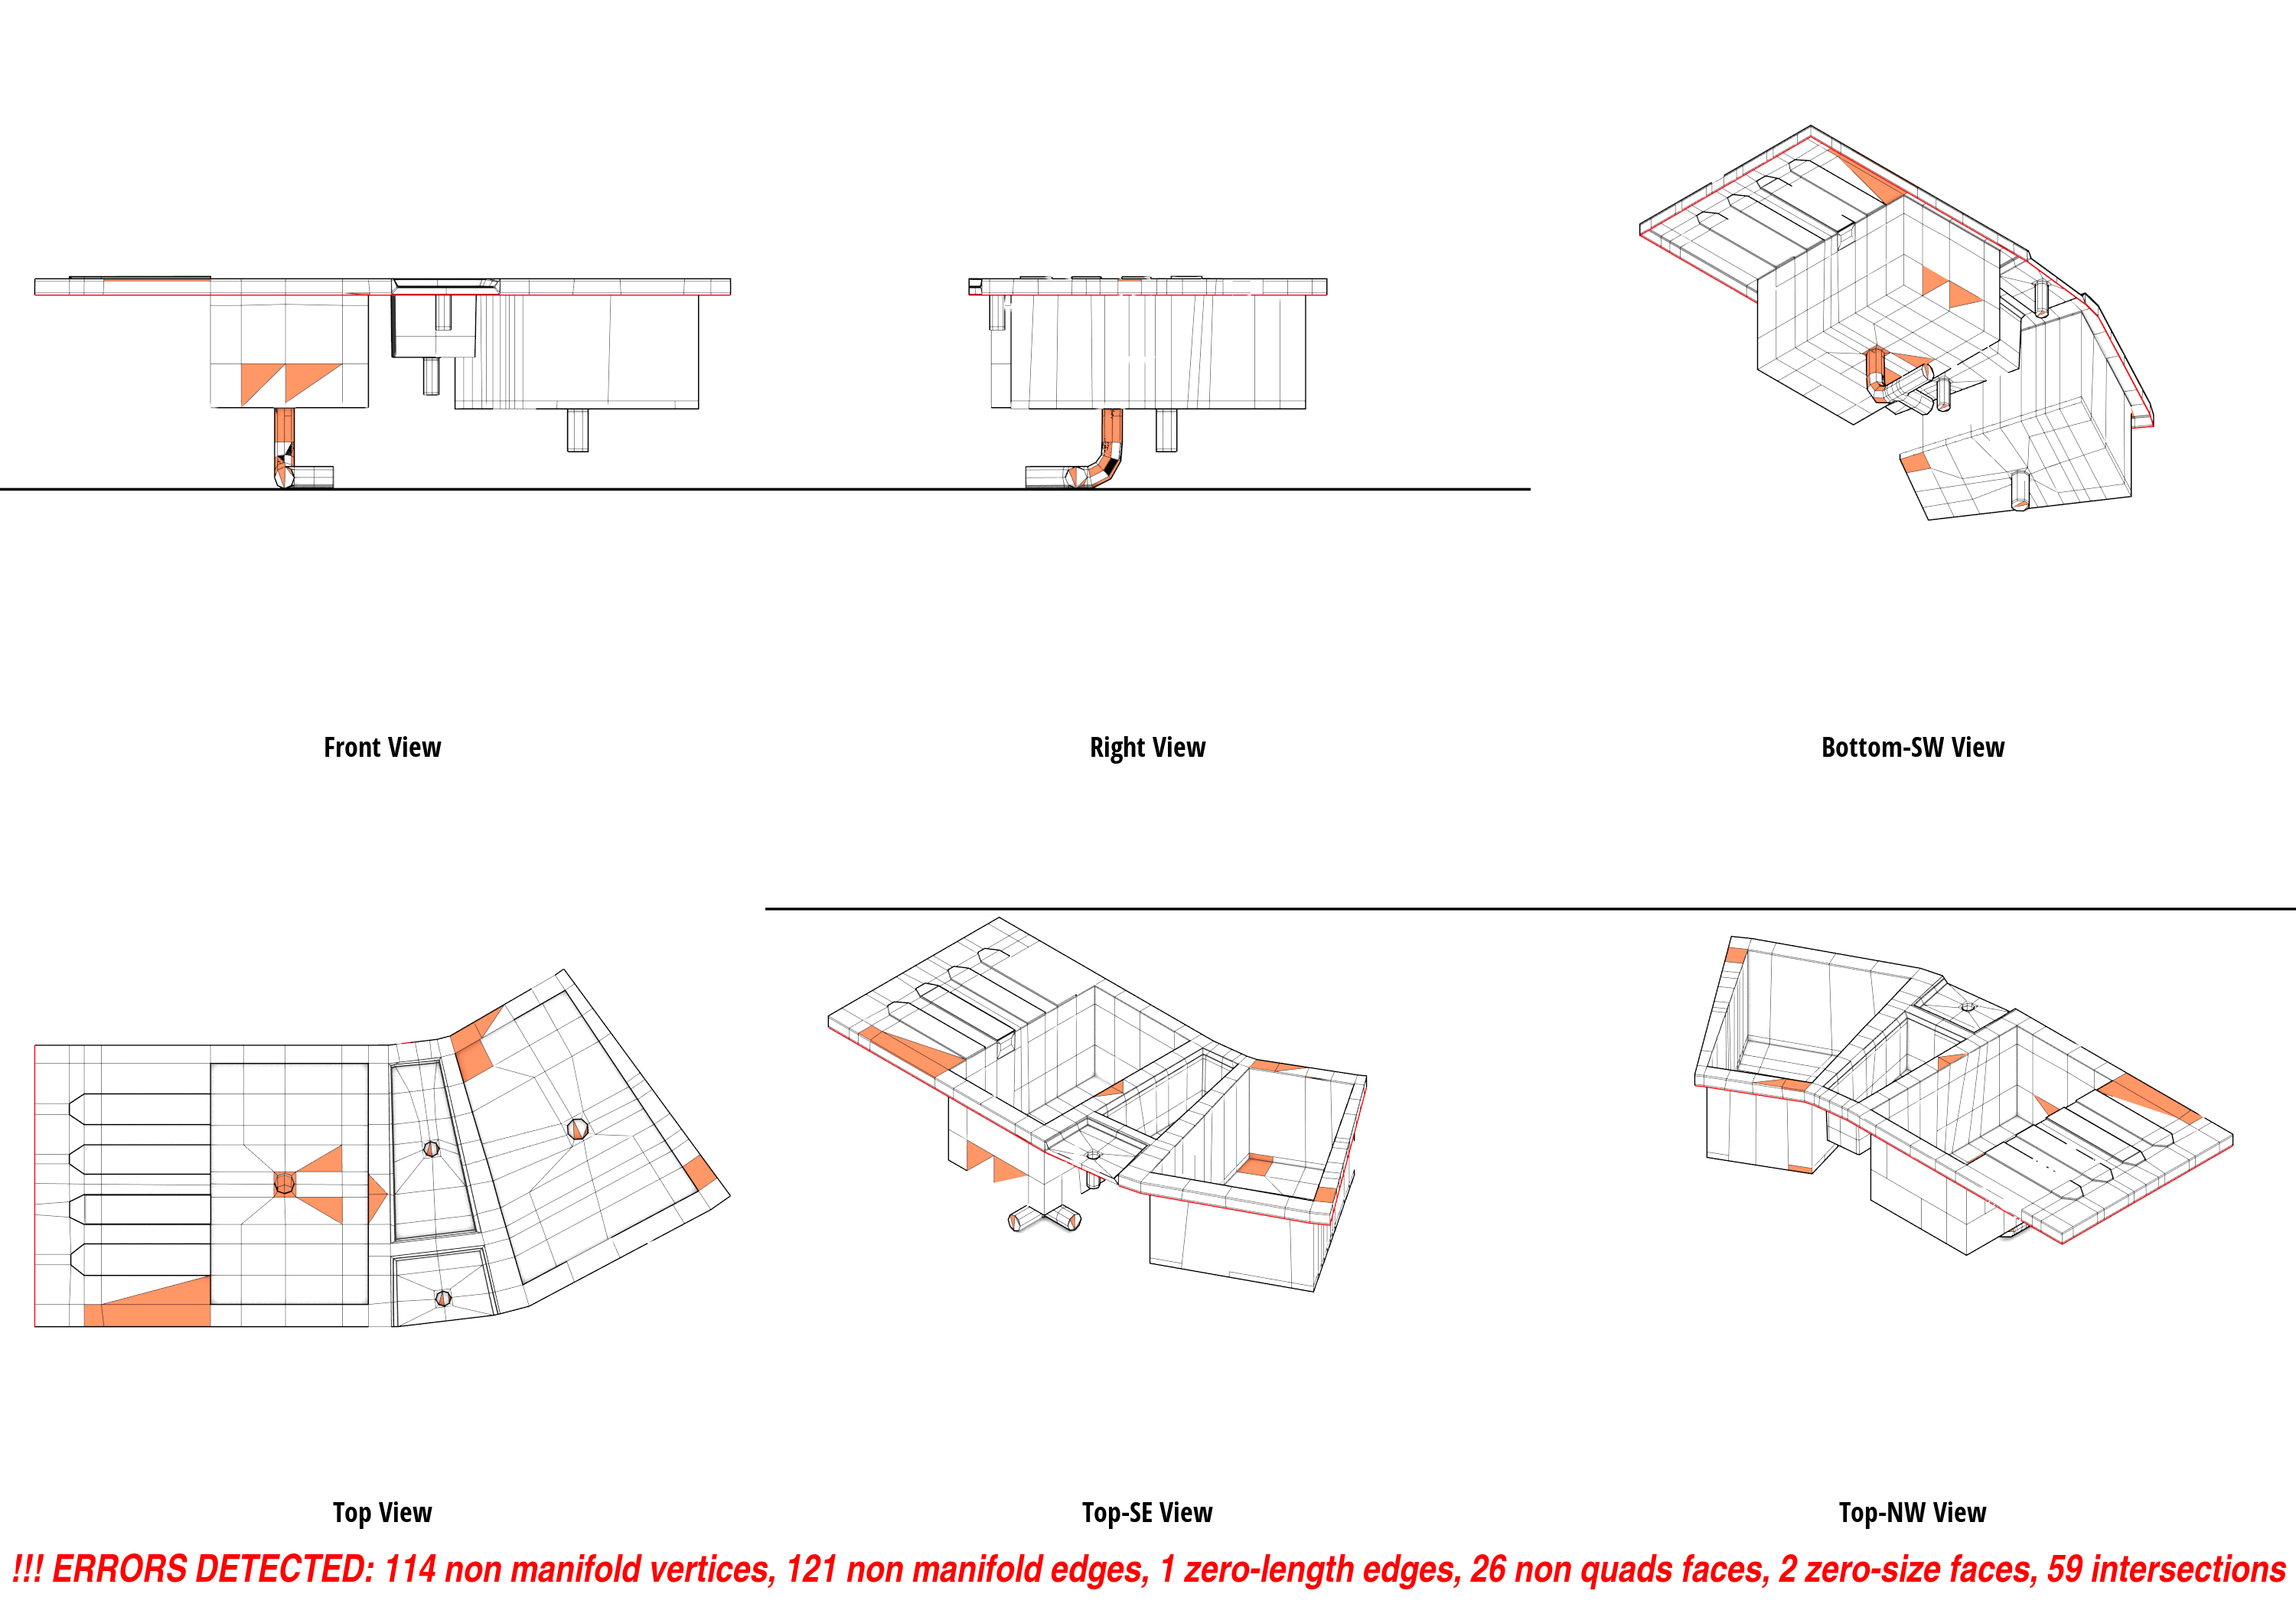 Front View
Right View
Bottom-SW View
Top View
Top-SE View
Top-NW View
!!! ERRORS DETECTED: 114 non manifold vertices, 121 non manifold edges, 1 zero-length edges, 26 non quads faces, 2 zero-size faces, 59 intersections